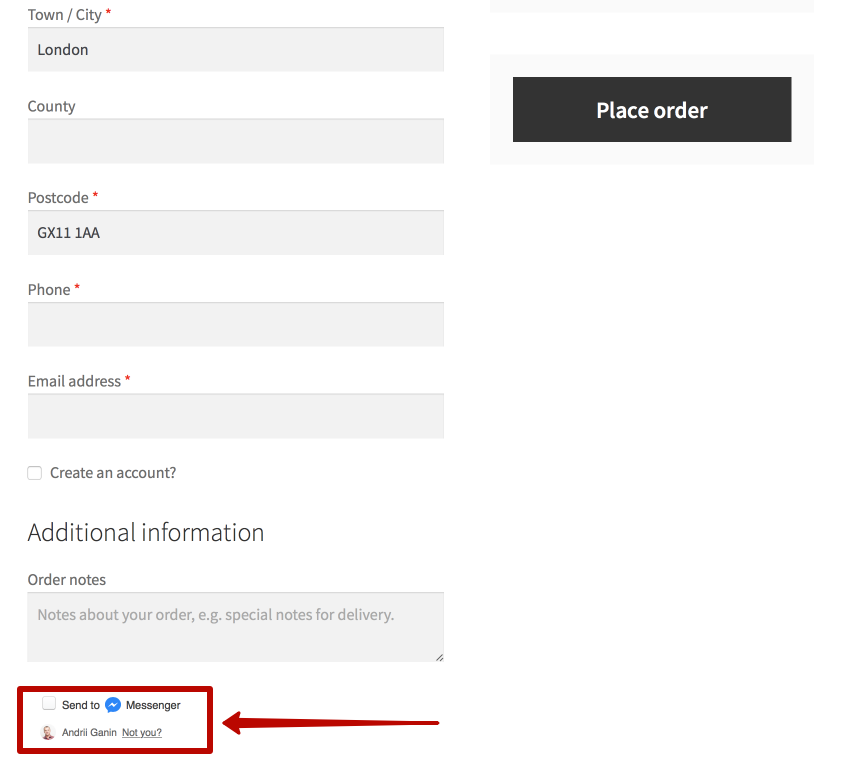 Town / City *
London
County
Postcode *
GX11 1AA
Phone *
Email address *
Create an account?
Additional information
Order notes
Notes about your order, e.g. special notes for delivery.
Send to Messenger
Andrii Ganin Not you?
Place order